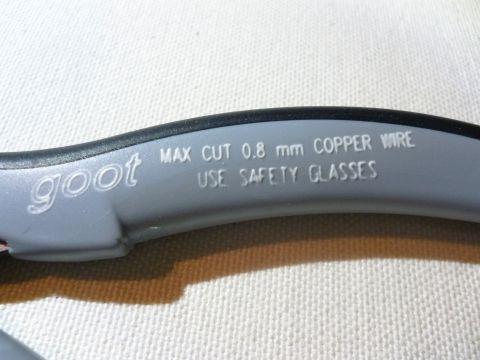 goot
MAX CUT 0.8 mm COPPER WIRE
USE SAFETY GLASSES